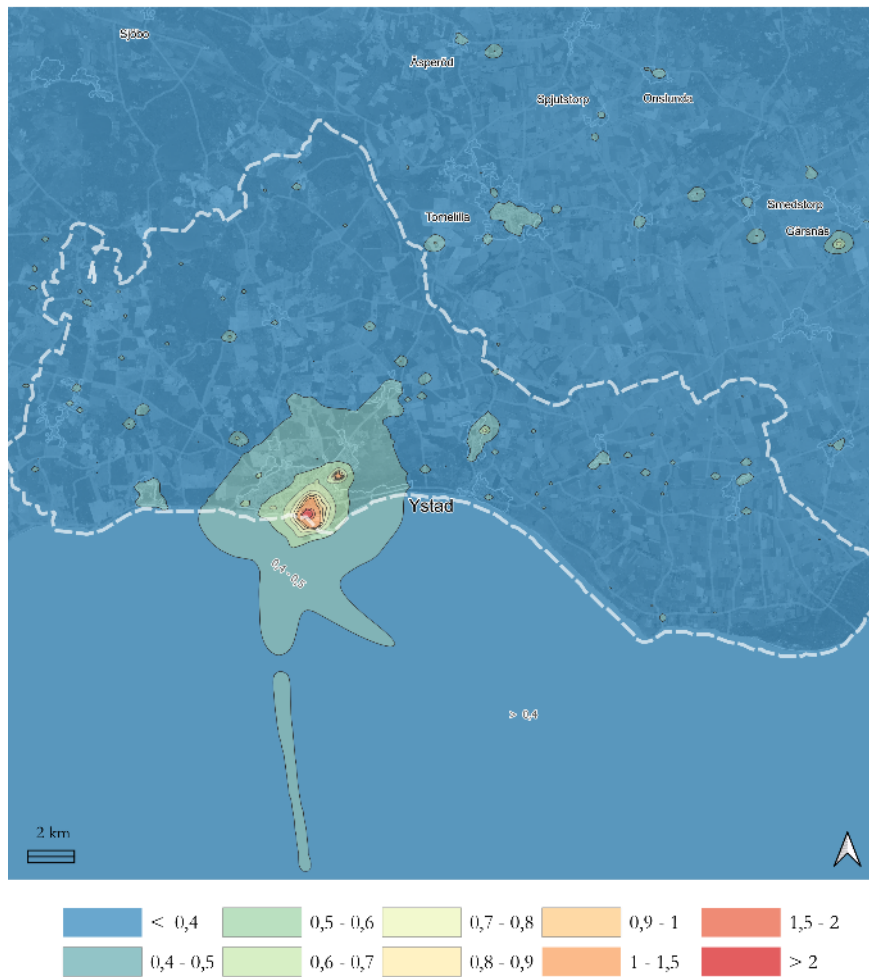 Sjöbo
Äsperöd
Spjutstorp
Onslunda
Tomelilla
Smedstorp
Gärsnäs
Ystad
0,4 - 0,5
> 0,4
2 km
< 0,4
0,5 - 0,6
0,7 - 0,8
0,9 - 1
1,5 - 2
0,4 - 0,5
0,6 - 0,7
0,8 - 0,9
1 - 1,5
> 2